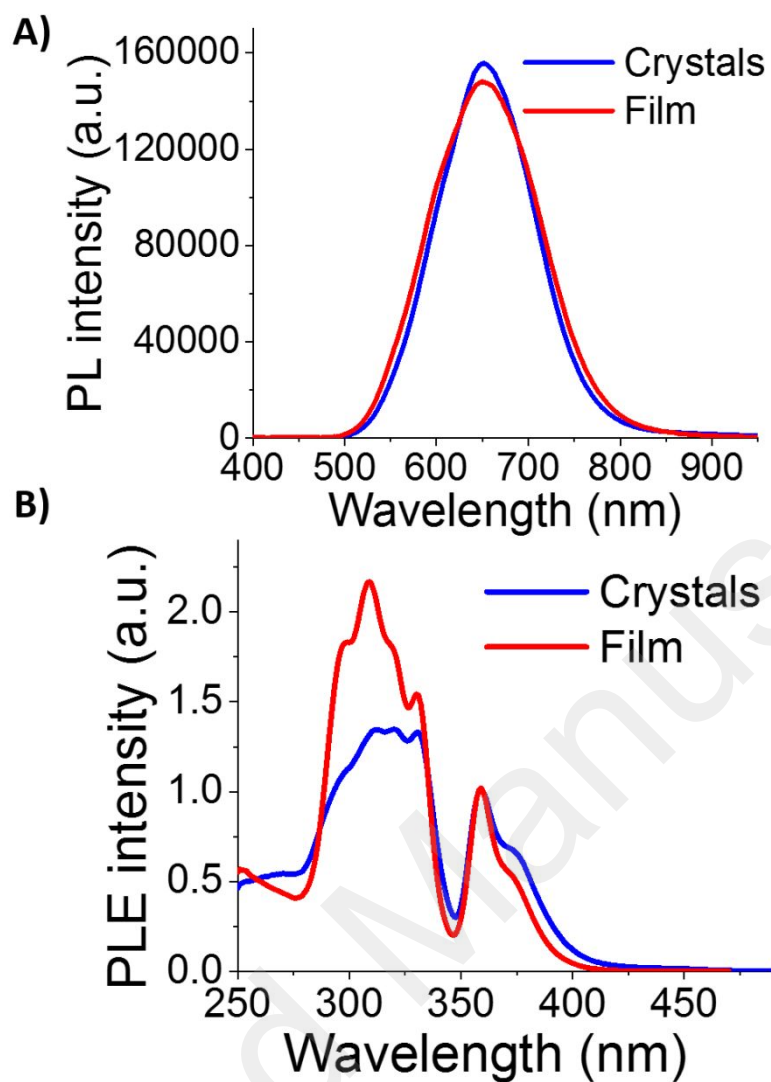 A)
160000
120000
80000
40000
0
PL intensity (a.u.)
Crystals
Film
400 500 600 700 800 900
Wavelength (nm)
B)
2.0
1.5
1.0
0.5
0.0
PLE intensity (a.u.)
Crystals
Film
250 300 350 400 450
Wavelength (nm)
d Manus